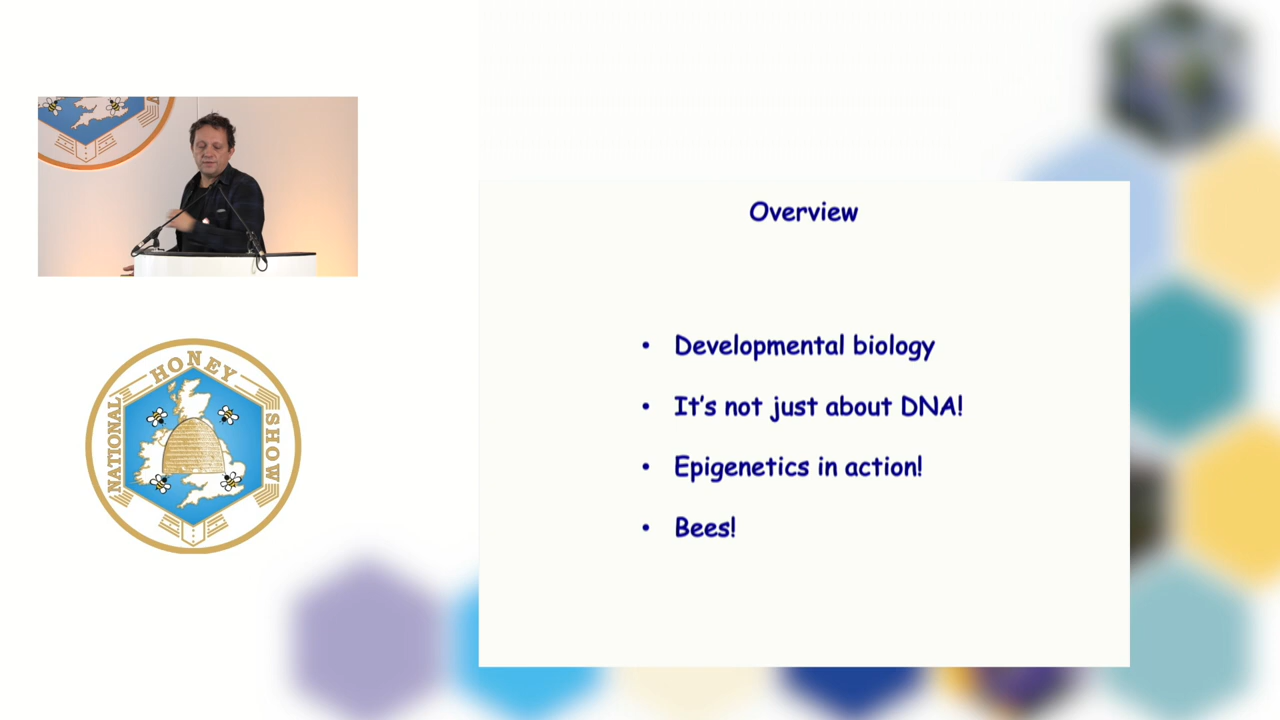 NATIONAL HONEY SHOW
Overview
• Developmental biology
• It's not just about DNA!
• Epigenetics in action!
• Bees!